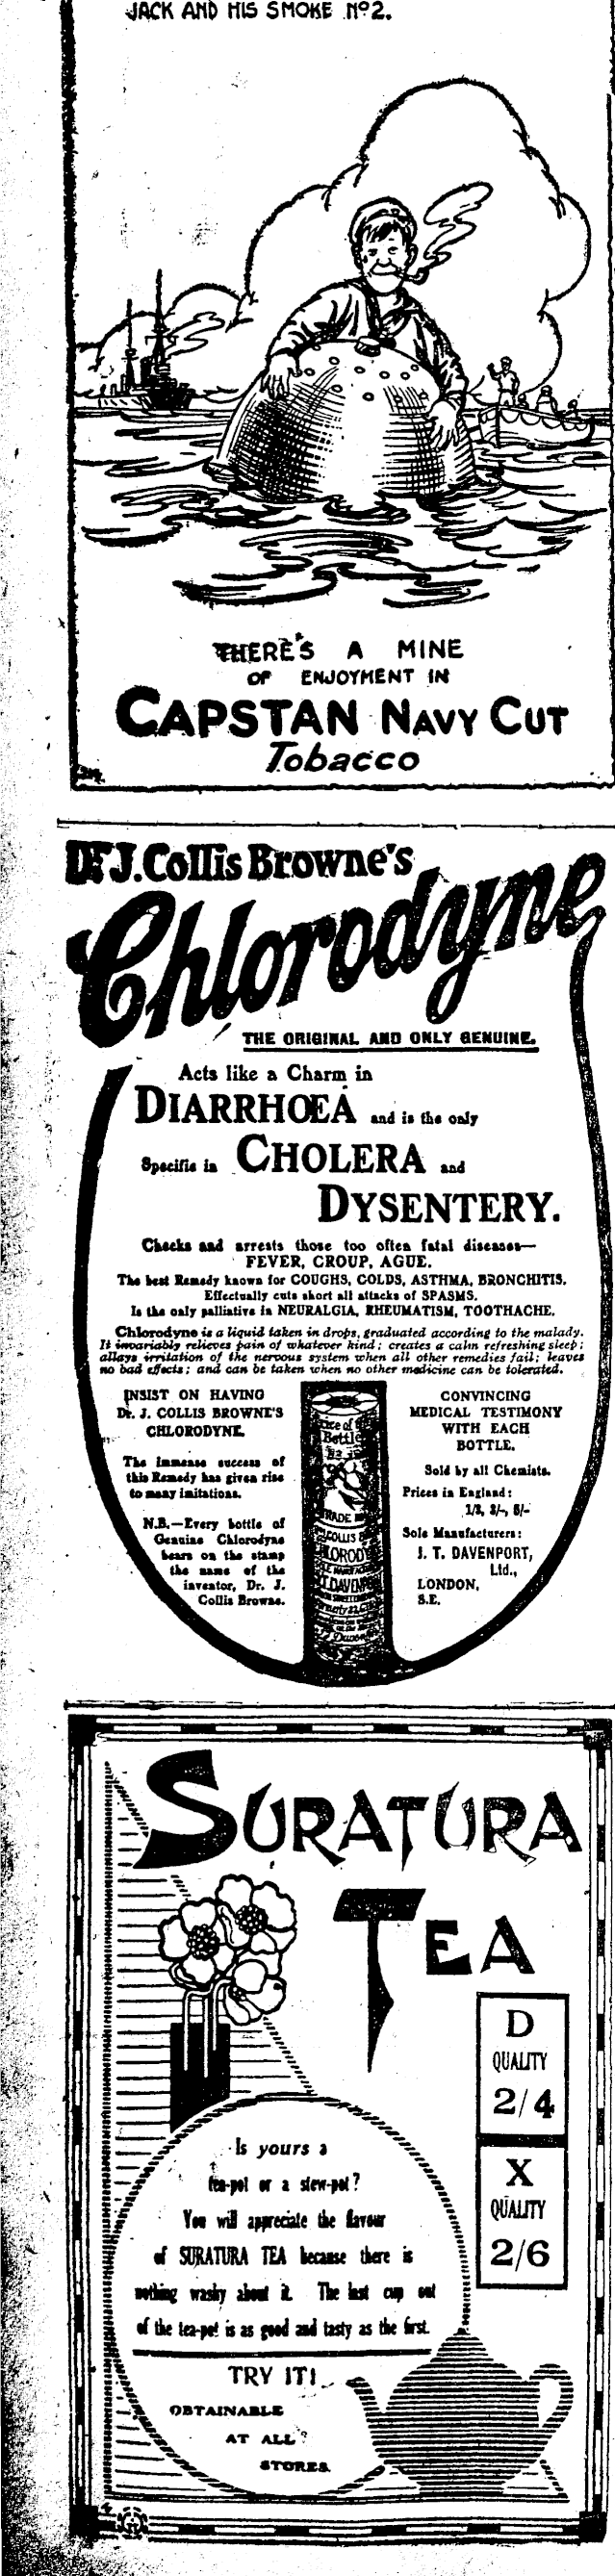 JACK AND HIS SMOKE No 2.
THERE'S A MINE
OF ENJOYMENT IN
CAPSTAN NAVY CUT
Tobacco
Dr. J. Collis Browne's
Chlorodyne
THE ORIGINAL AND ONLY GENUINE.
Acts like a Charm in
DIARRHOEA and is the only
Specific in CHOLERA and
DYSENTERY.
Checks and arrests those too often fatal diseases—
FEVER, CROUP, AGUE.
The best Remedy known for COUGHS, COLDS, ASTHMA, BRONCHITIS.
Effectually cuts short all attacks of SPASMS.
Is the only palliative in NEURALGIA, RHEUMATISM, TOOTHACHE.
Chlorodyne is a liquid taken in drops, graduated according to the malady.
It invariably relieves pain of whatever kind; creates a calm refreshing sleep;
allays irritation of the nervous system when all other remedies fail; leaves
no bad effects; and can be taken when no other medicine can be tolerated.
INSIST ON HAVING
Dr. J. COLLIS BROWNE'S
CHLORODYNE.
The immense success of
this Remedy has given rise
to many imitations.
N.B.—Every bottle of
Genuine Chlorodyne
bears on the stamp
the name of the
inventor, Dr. J.
Collis Browne.
Bottle
TRADE
COLLIS B
CHLOROD
DAVENP
CONVINCING
MEDICAL TESTIMONY
WITH EACH
BOTTLE.
Sold by all Chemists.
Prices in England:
1/3, 3/-, 5/-
Sole Manufacturers:
J. T. DAVENPORT,
Ltd.,
LONDON,
S.E.
SURATURA
TEA
D
QUALITY
2/4
X
QUALITY
2/6
Is yours a
tea-pot or a stew-pot?
You will appreciate the flavour
of SURATURA TEA because there is
nothing washy about it. The last cup out
of the tea-pot is as good and tasty as the first.
TRY IT!
OBTAINABLE
AT ALL
STORES.